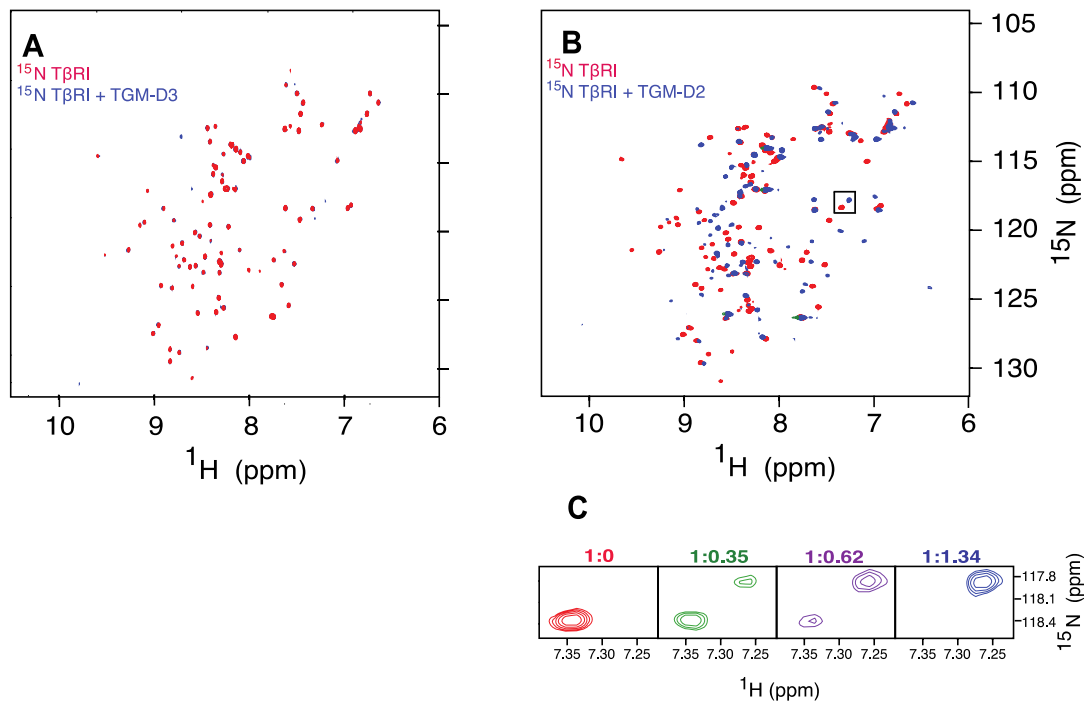 A
¹⁵N TβRI
¹⁵N TβRI + TGM-D3
10 9 8 7 6
¹H (ppm)
B
¹⁵N TβRI
¹⁵N TβRI + TGM-D2
105
110
115
120
125
130
¹⁵N (ppm)
10 9 8 7 6
¹H (ppm)
C
1:0 1:0.35 1:0.62 1:1.34
117.8
118.1
118.4
¹⁵N (ppm)
7.35 7.30 7.25 7.35 7.30 7.25 7.35 7.30 7.25 7.35 7.30 7.25
¹H (ppm)